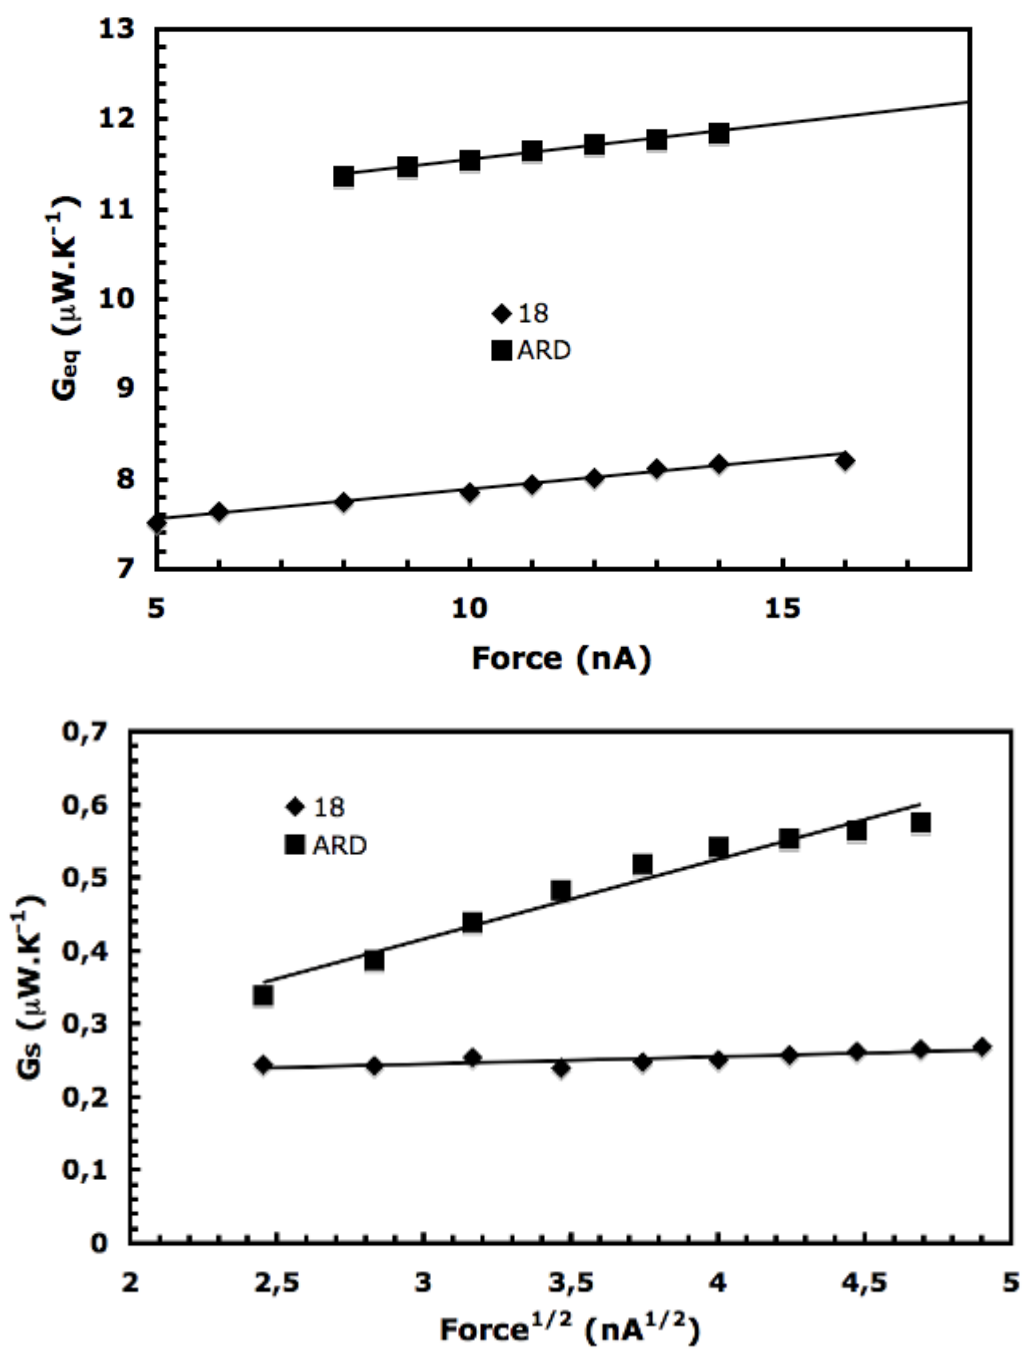 13
12
11
10
9
8
7
Geq (μW.K⁻¹)
18
ARD
5 10 15
Force (nA)
0,7
0,6
0,5
0,4
0,3
0,2
0,1
0
Gs (μW.K⁻¹)
18
ARD
2 2,5 3 3,5 4 4,5 5
Force¹/² (nA¹/²)